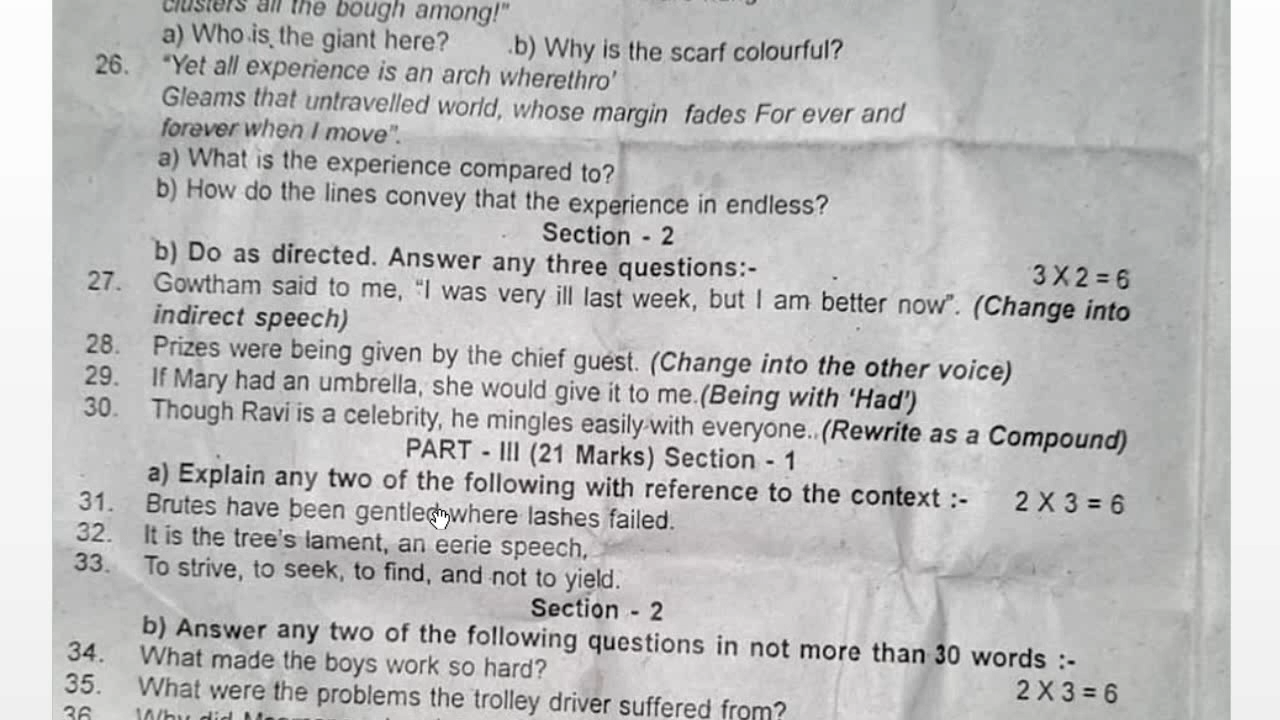 clusters all the bough among!"
a) Who is the giant here? b) Why is the scarf colourful?
26. "Yet all experience is an arch wherethro'
Gleams that untravelled world, whose margin fades For ever and
forever when I move".
a) What is the experience compared to?
b) How do the lines convey that the experience in endless?
Section - 2
b) Do as directed. Answer any three questions:- 3 X 2 = 6
27. Gowtham said to me, "I was very ill last week, but I am better now". (Change into
indirect speech)
28. Prizes were being given by the chief guest. (Change into the other voice)
29. If Mary had an umbrella, she would give it to me.(Being with 'Had')
30. Though Ravi is a celebrity, he mingles easily with everyone. (Rewrite as a Compound)
PART - III (21 Marks) Section - 1
a) Explain any two of the following with reference to the context :- 2 X 3 = 6
31. Brutes have been gentled where lashes failed.
32. It is the tree's lament, an eerie speech,
33. To strive, to seek, to find, and not to yield.
Section - 2
b) Answer any two of the following questions in not more than 30 words :-
34. What made the boys work so hard? 2 X 3 = 6
35. What were the problems the trolley driver suffered from?
36. Why did